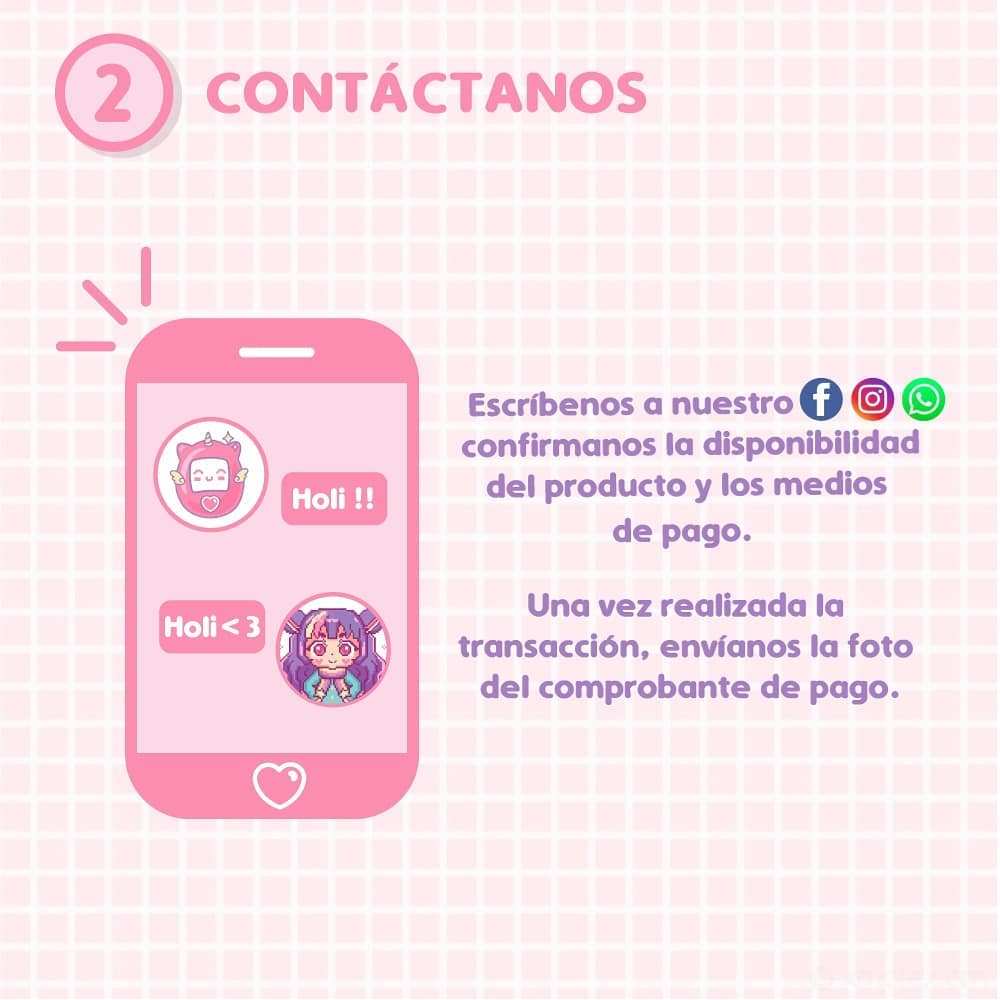 2 CONTÁCTANOS
Holi !!
Holi < 3
Escríbenos a nuestro
confirmanos la disponibilidad
del producto y los medios
de pago.
Una vez realizada la
transacción, envíanos la foto
del comprobante de pago.